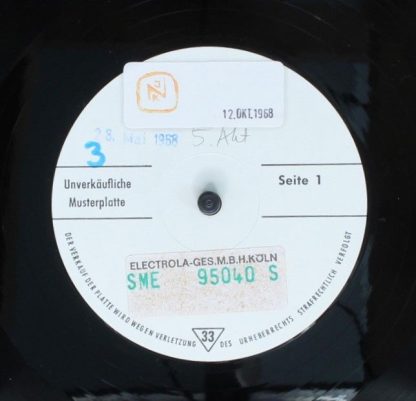 12.OKT.1968
28. Mai 1968 5. Akt
3
Unverkäufliche
Musterplatte
Seite 1
ELECTROLA-GES.M.B.H.KÖLN
SME 95040 S
DER VERKAUF DER PLATTE WIRD WEGEN VERLETZUNG DES URHEBERRECHTS STRAFRECHTLICH VERFOLGT
33